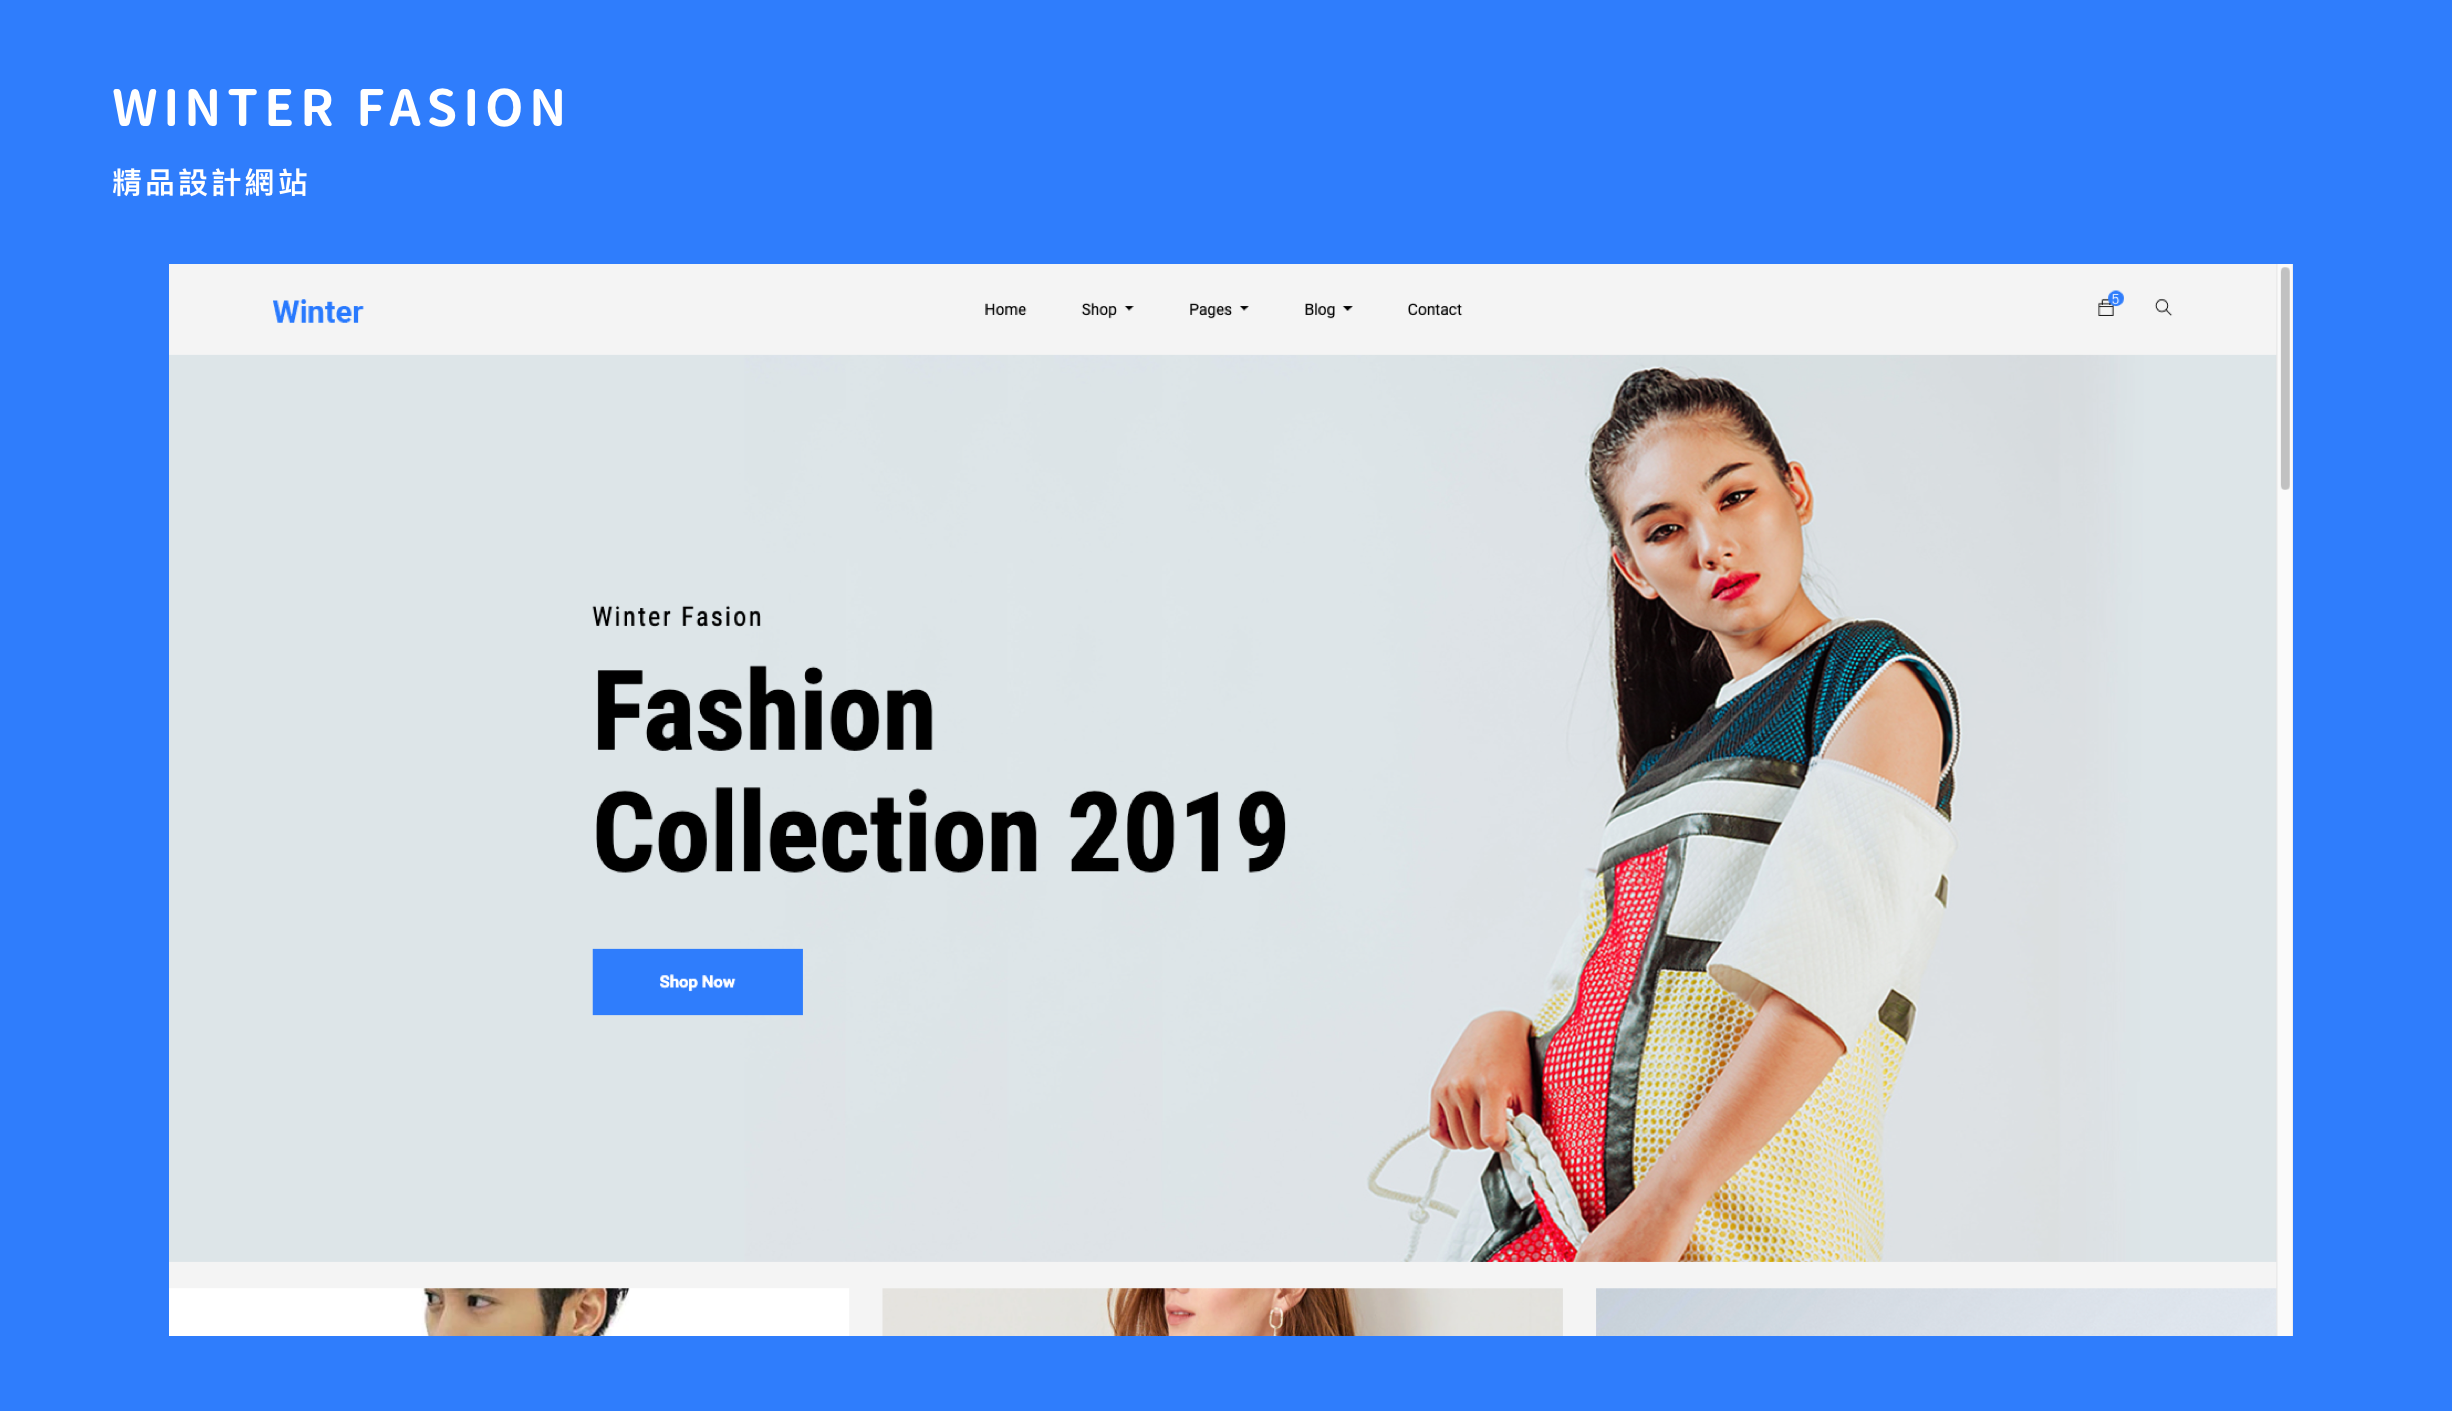 WINTER FASION
精品設計網站
Winter
Home Shop Pages Blog Contact
5
Winter Fasion
Fashion
Collection 2019
Shop Now